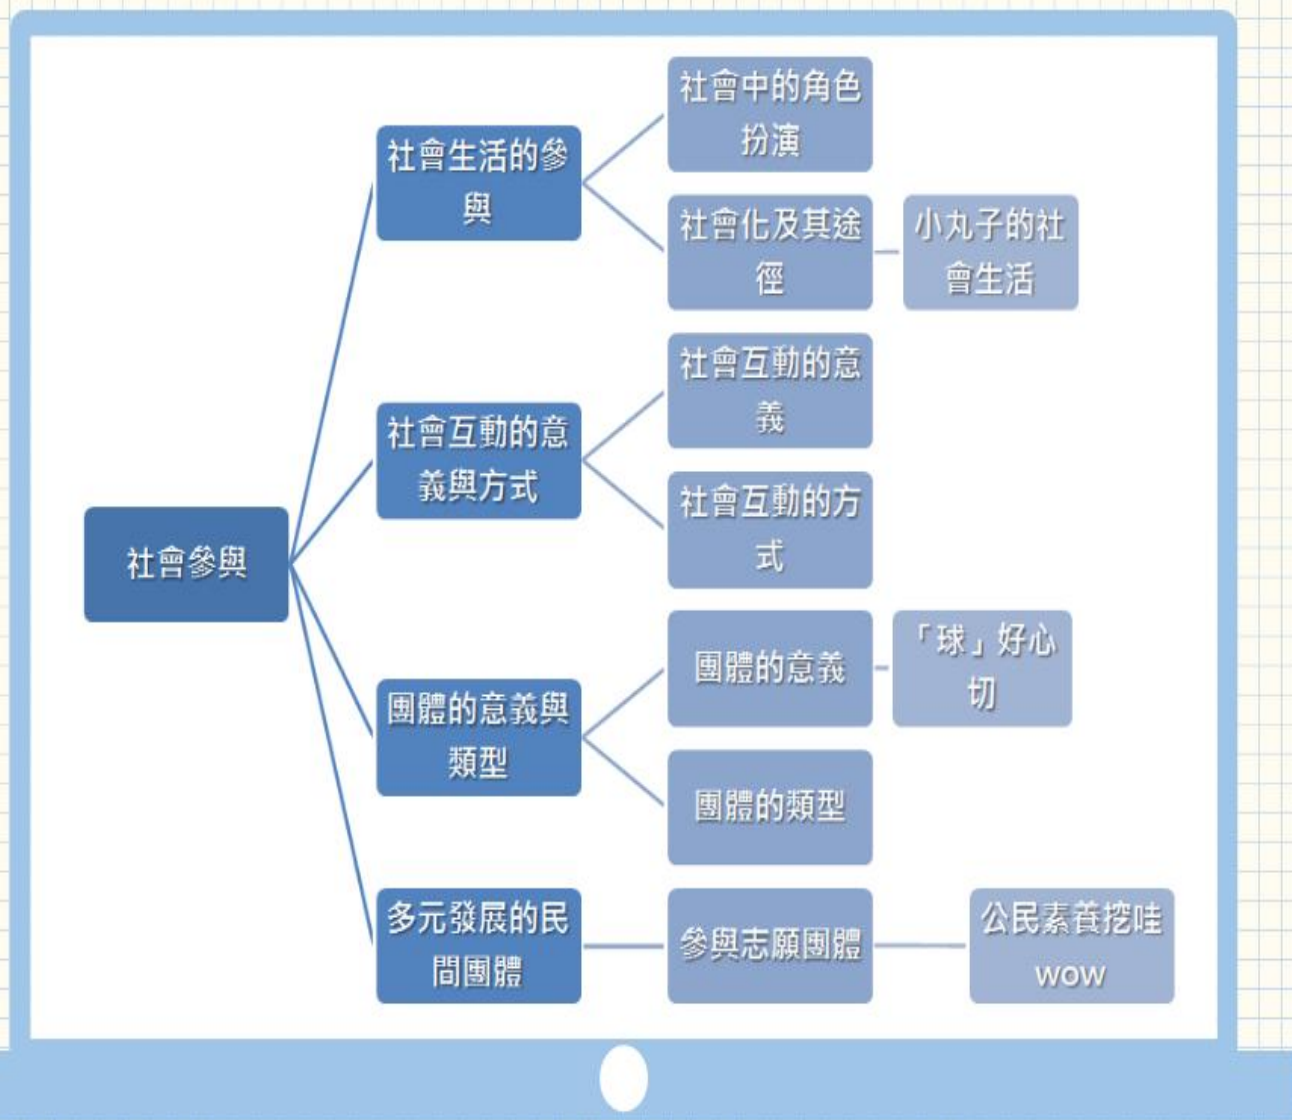 社會參與
社會生活的參
與
社會中的角色
扮演
社會化及其途
徑
小丸子的社
會生活
社會互動的意
義與方式
社會互動的意
義
社會互動的方
式
團體的意義與
類型
團體的意義
「球」好心
切
團體的類型
多元發展的民
間團體
參與志願團體
公民素養挖哇
wow